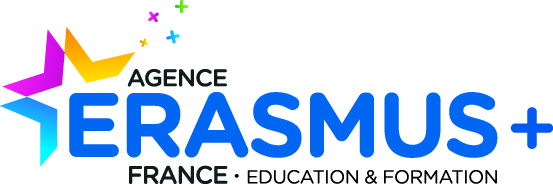 AGENCE
ERASMUS+
FRANCE • EDUCATION & FORMATION